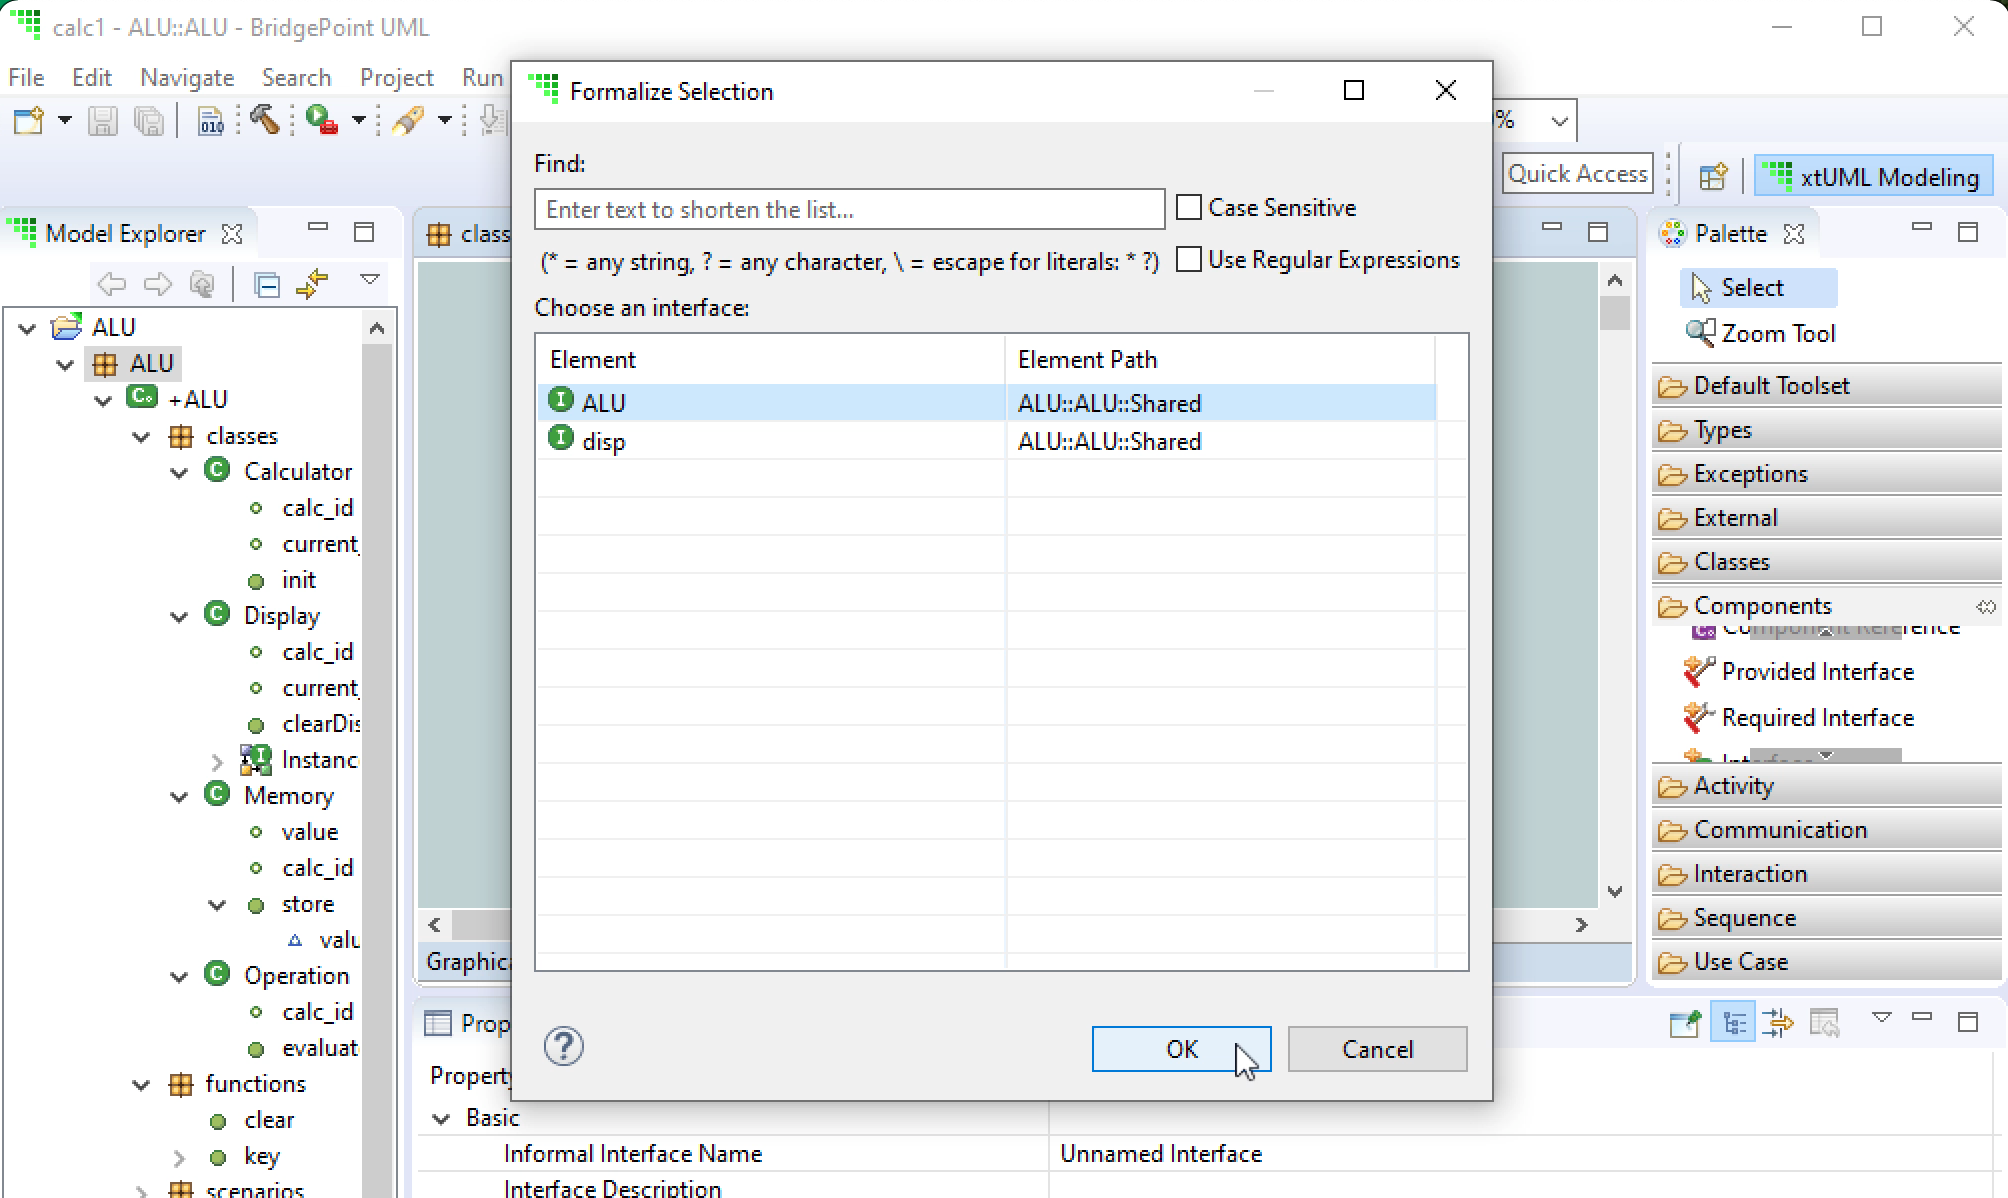 calc1 - ALU::ALU - BridgePoint UML
File Edit Navigate Search Project Run
Formalize Selection
Find:
Enter text to shorten the list...
Case Sensitive
(* = any string, ? = any character, \ = escape for literals: * ?)
Use Regular Expressions
Choose an interface:
Element Element Path
ALU ALU::ALU::Shared
disp ALU::ALU::Shared
OK Cancel
%
Quick Access
xtUML Modeling
Model Explorer
ALU
ALU
+ALU
classes
Calculator
calc_id
current_
init
Display
calc_id
current_
clearDis
Instanc
Memory
value
calc_id
store
valu
Operation
calc_id
evaluat
functions
clear
key
scenarios
class
Graphica
Palette
Select
Zoom Tool
Default Toolset
Types
Exceptions
External
Classes
Components
Component Reference
Provided Interface
Required Interface
Interface
Activity
Communication
Interaction
Sequence
Use Case
Prop
Property
Basic
Informal Interface Name Unnamed Interface
Interface Description